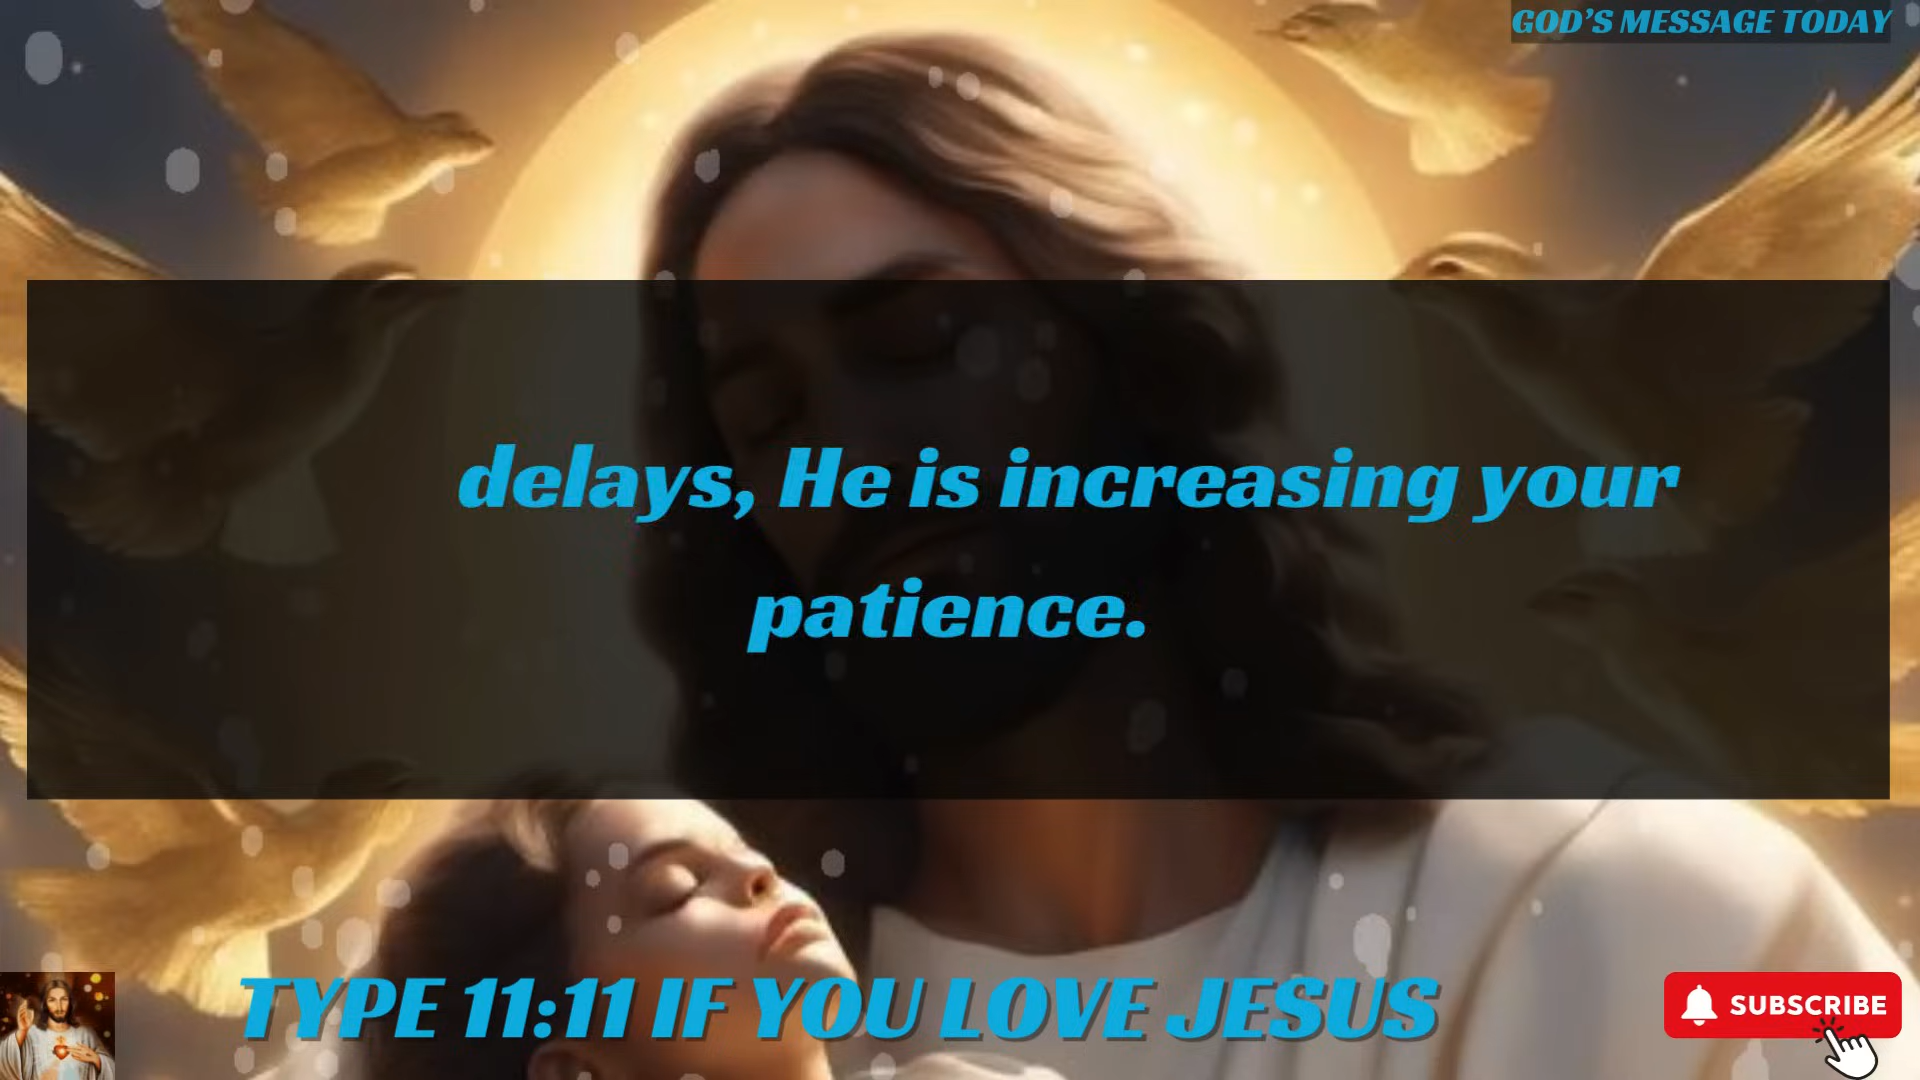 GOD'S MESSAGE TODAY
delays, He is increasing your
patience.
TYPE 11:11 IF YOU LOVE JESUS
SUBSCRIBE